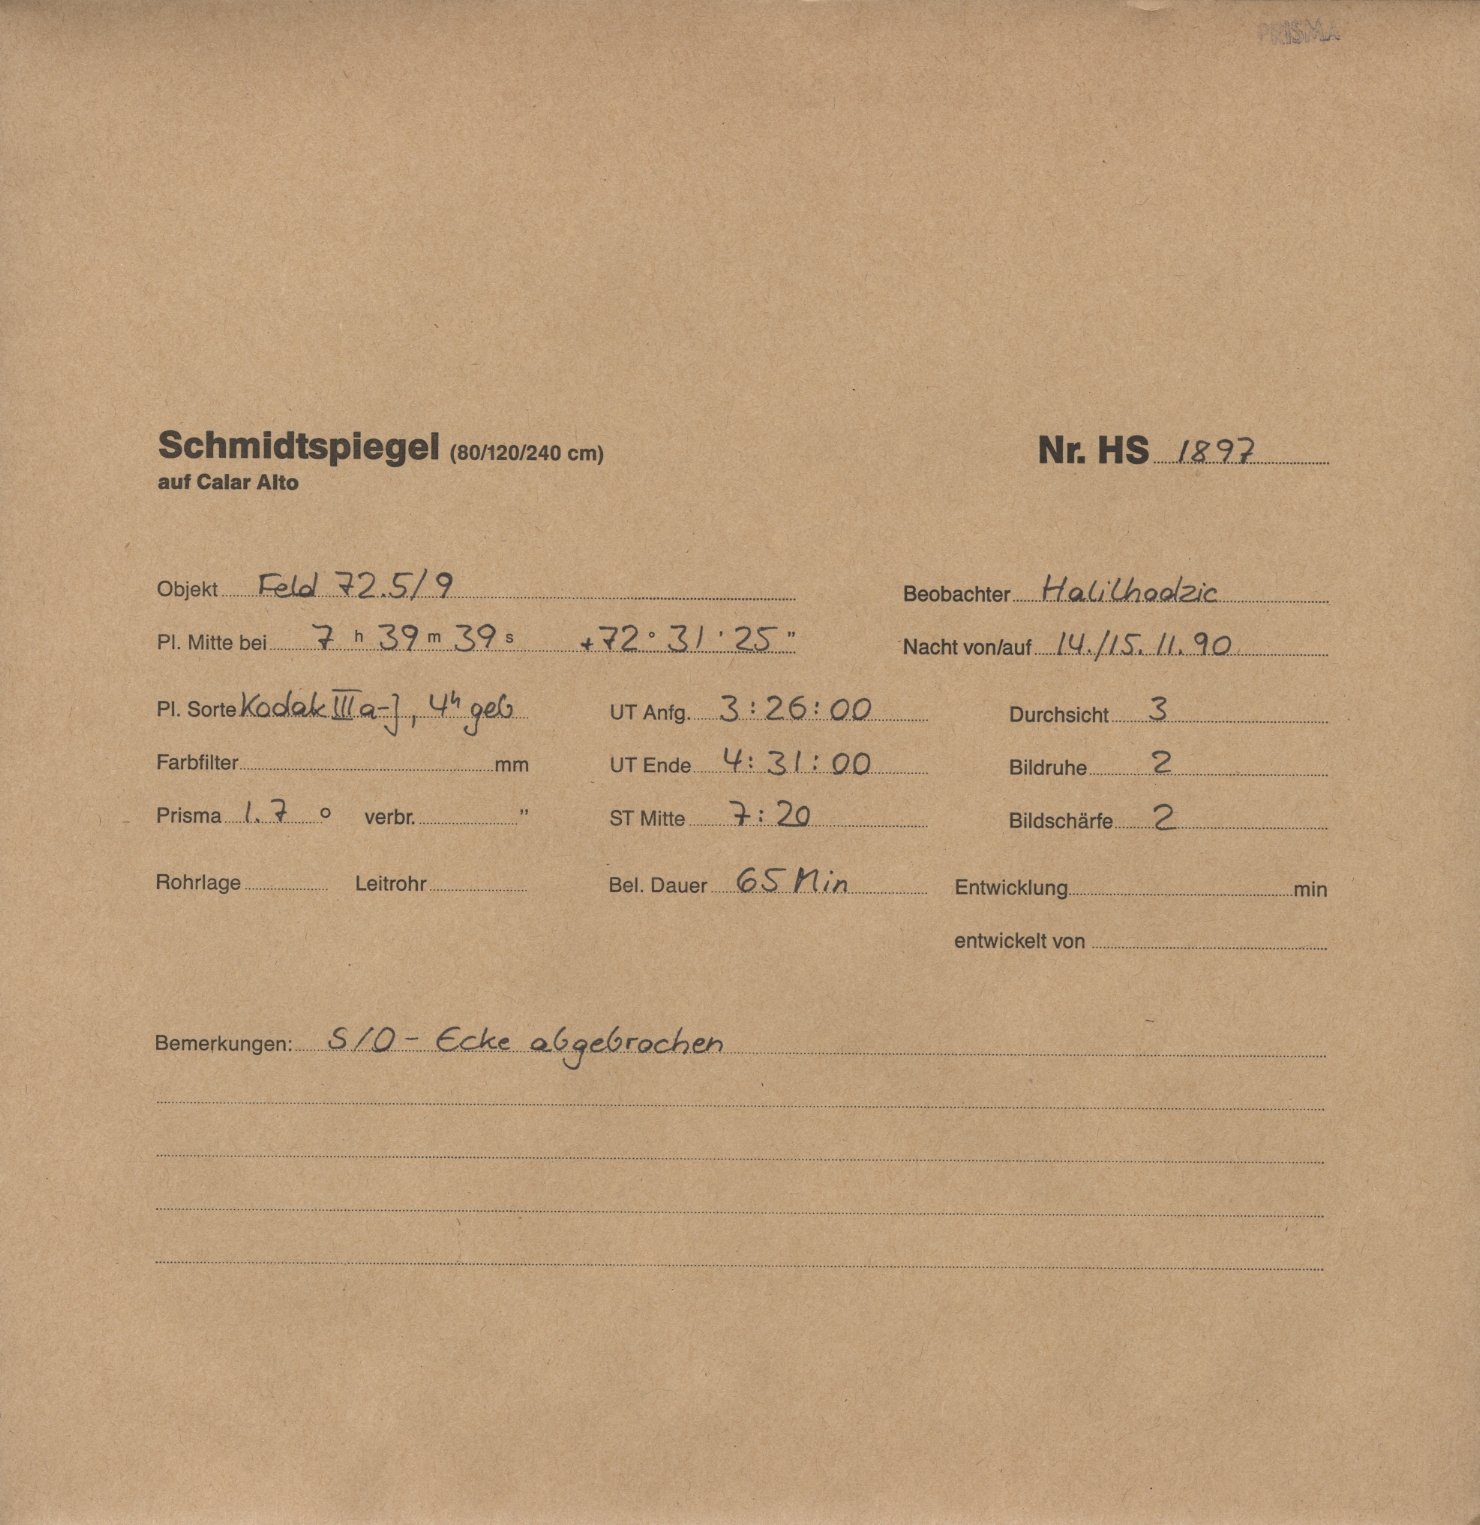 PRISMA
Schmidtspiegel (80/120/240 cm) Nr. HS 1897
auf Calar Alto
Objekt Feld 72.5/9 Beobachter Halilhodzic
Pl. Mitte bei 7 h 39 m 39 s +72° 31' 25" Nacht von/auf 14./15. 11. 90
Pl. Sorte Kodak IIIa-J, 4h geb UT Anfg. 3:26:00 Durchsicht 3
Farbfilter mm UT Ende 4:31:00 Bildruhe 2
Prisma 1.7 ° verbr. " ST Mitte 7:20 Bildschärfe 2
Rohrlage Leitrohr Bel. Dauer 65 Min Entwicklung min
entwickelt von
Bemerkungen: S/O - Ecke abgebrochen